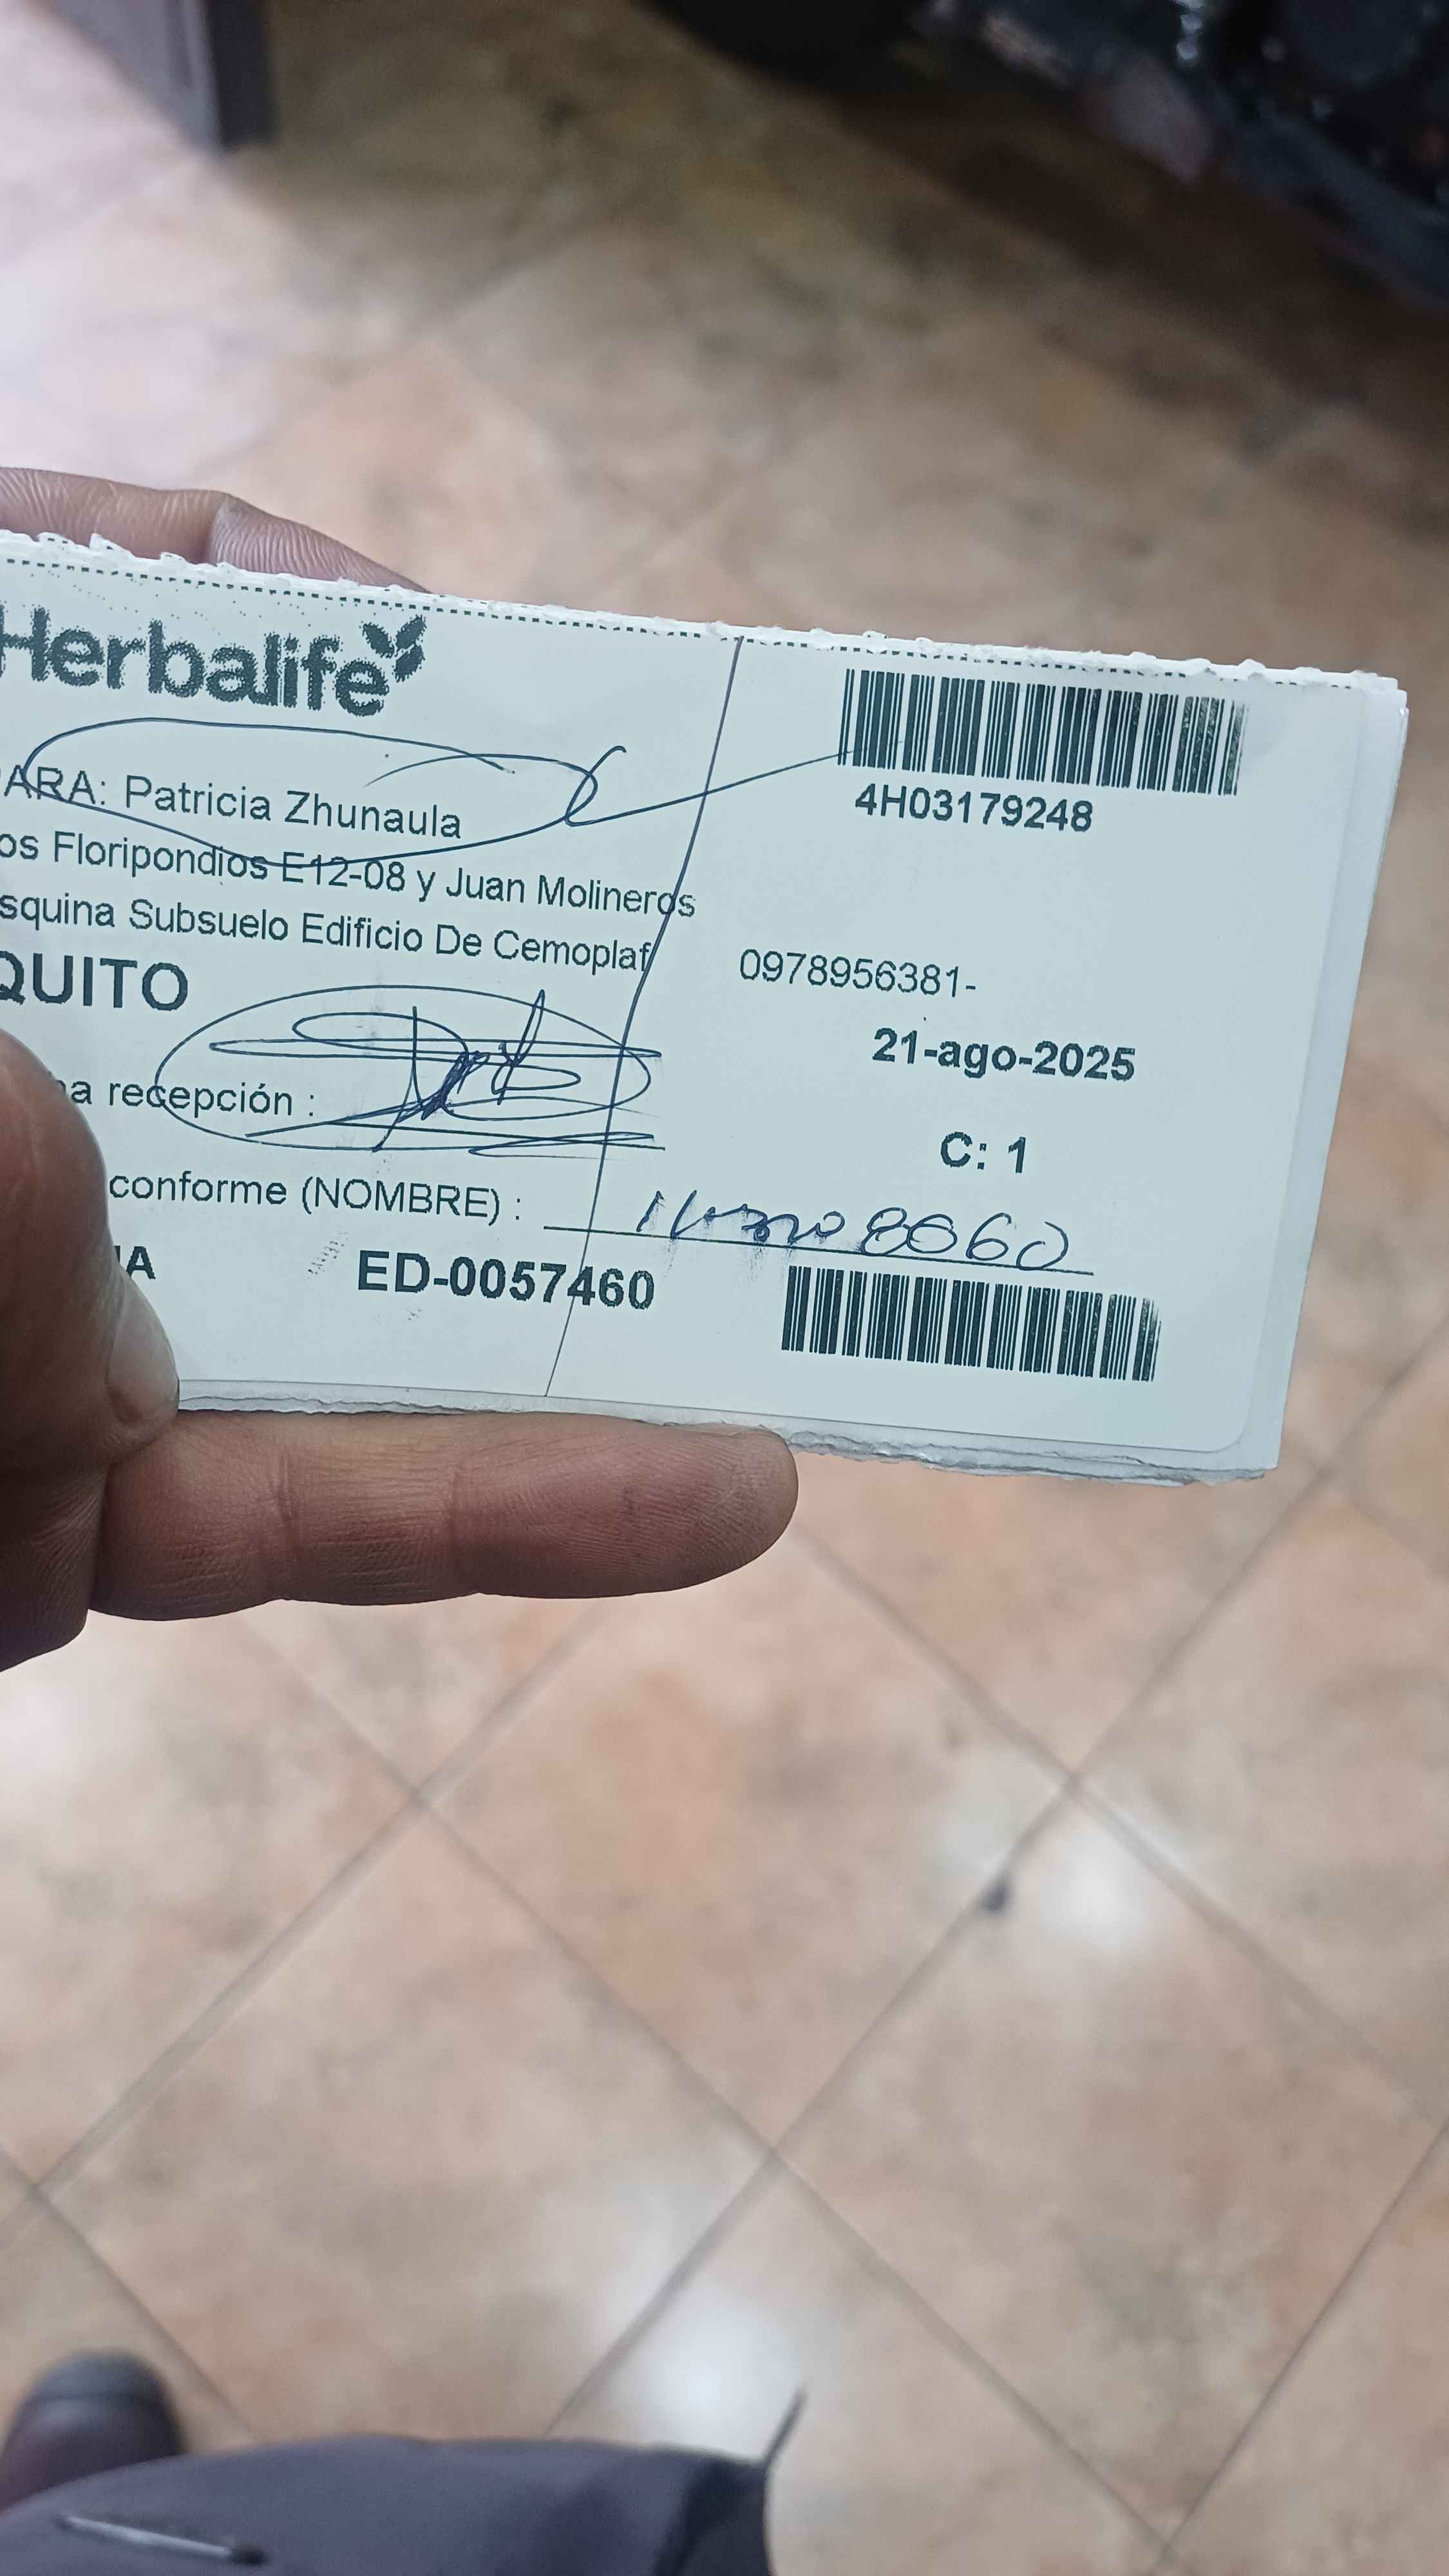 Herbalife
ARA: Patricia Zhunaula
4H03179248
os Floripondios E12-08 y Juan Molineros
squina Subsuelo Edificio De Cemoplaf
0978956381-
QUITO
21-ago-2025
a recepción :
C: 1
conforme (NOMBRE) :
IA ED-0057460